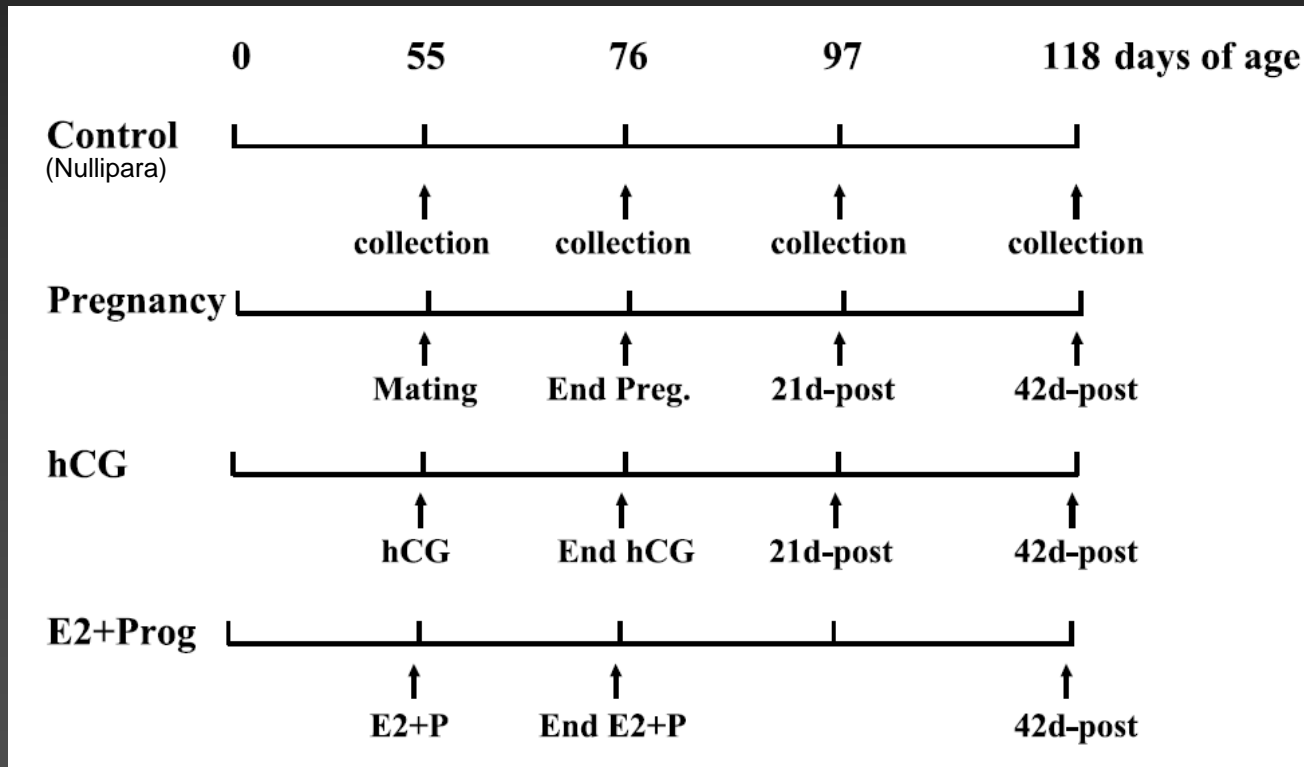 0 55 76 97 118 days of age
Control
(Nullipara)
collection collection collection collection
Pregnancy
Mating End Preg. 21d-post 42d-post
hCG
hCG End hCG 21d-post 42d-post
E2+Prog
E2+P End E2+P 42d-post